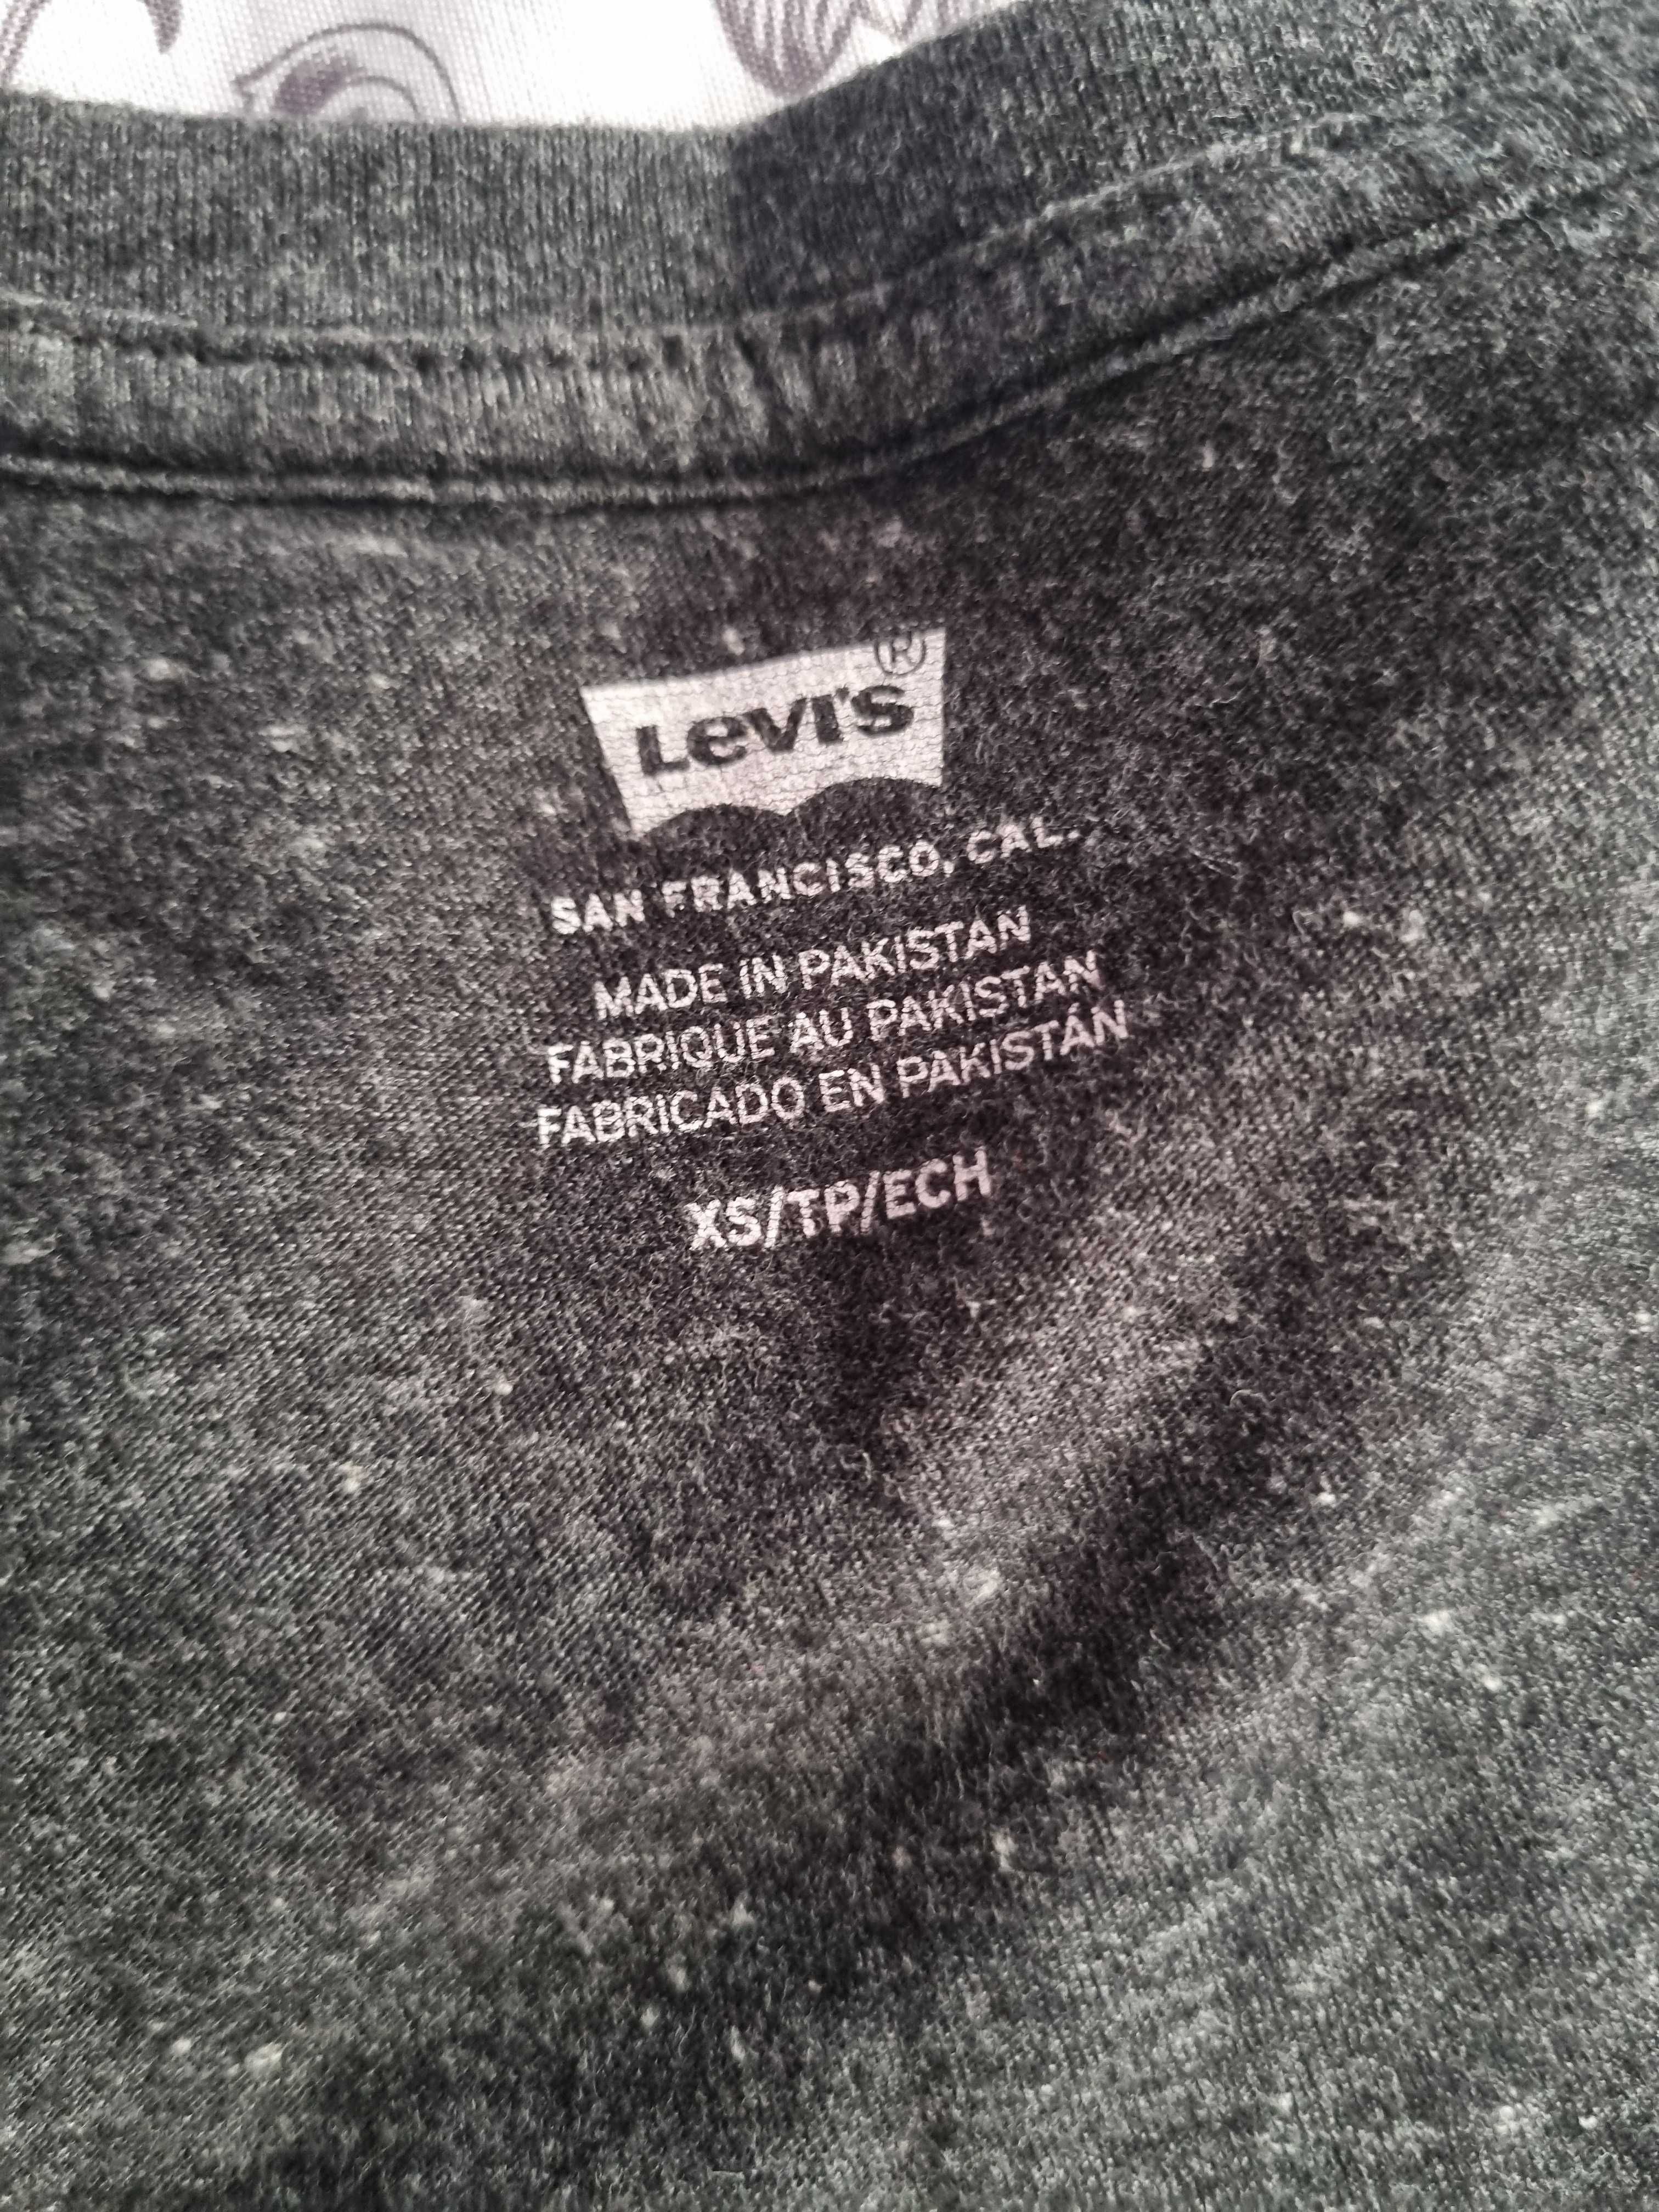 Levi's®
SAN FRANCISCO, CAL.
MADE IN PAKISTAN
FABRIQUE AU PAKISTAN
FABRICADO EN PAKISTÁN
XS/TP/ECH